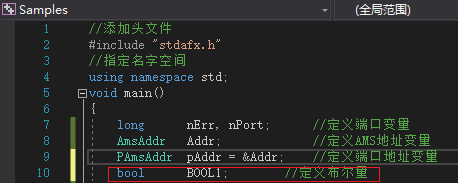 Samples
(全局范围)
1 //添加头文件
2 #include "stdafx.h"
3 //指定名字空间
4 using namespace std;
5 void main()
6 {
7 long nErr, nPort; //定义端口变量
8 AmsAddr Addr; //定义AMS地址变量
9 PAmsAddr pAddr = &Addr; //定义端口地址变量
10 bool BOOL1; //定义布尔量